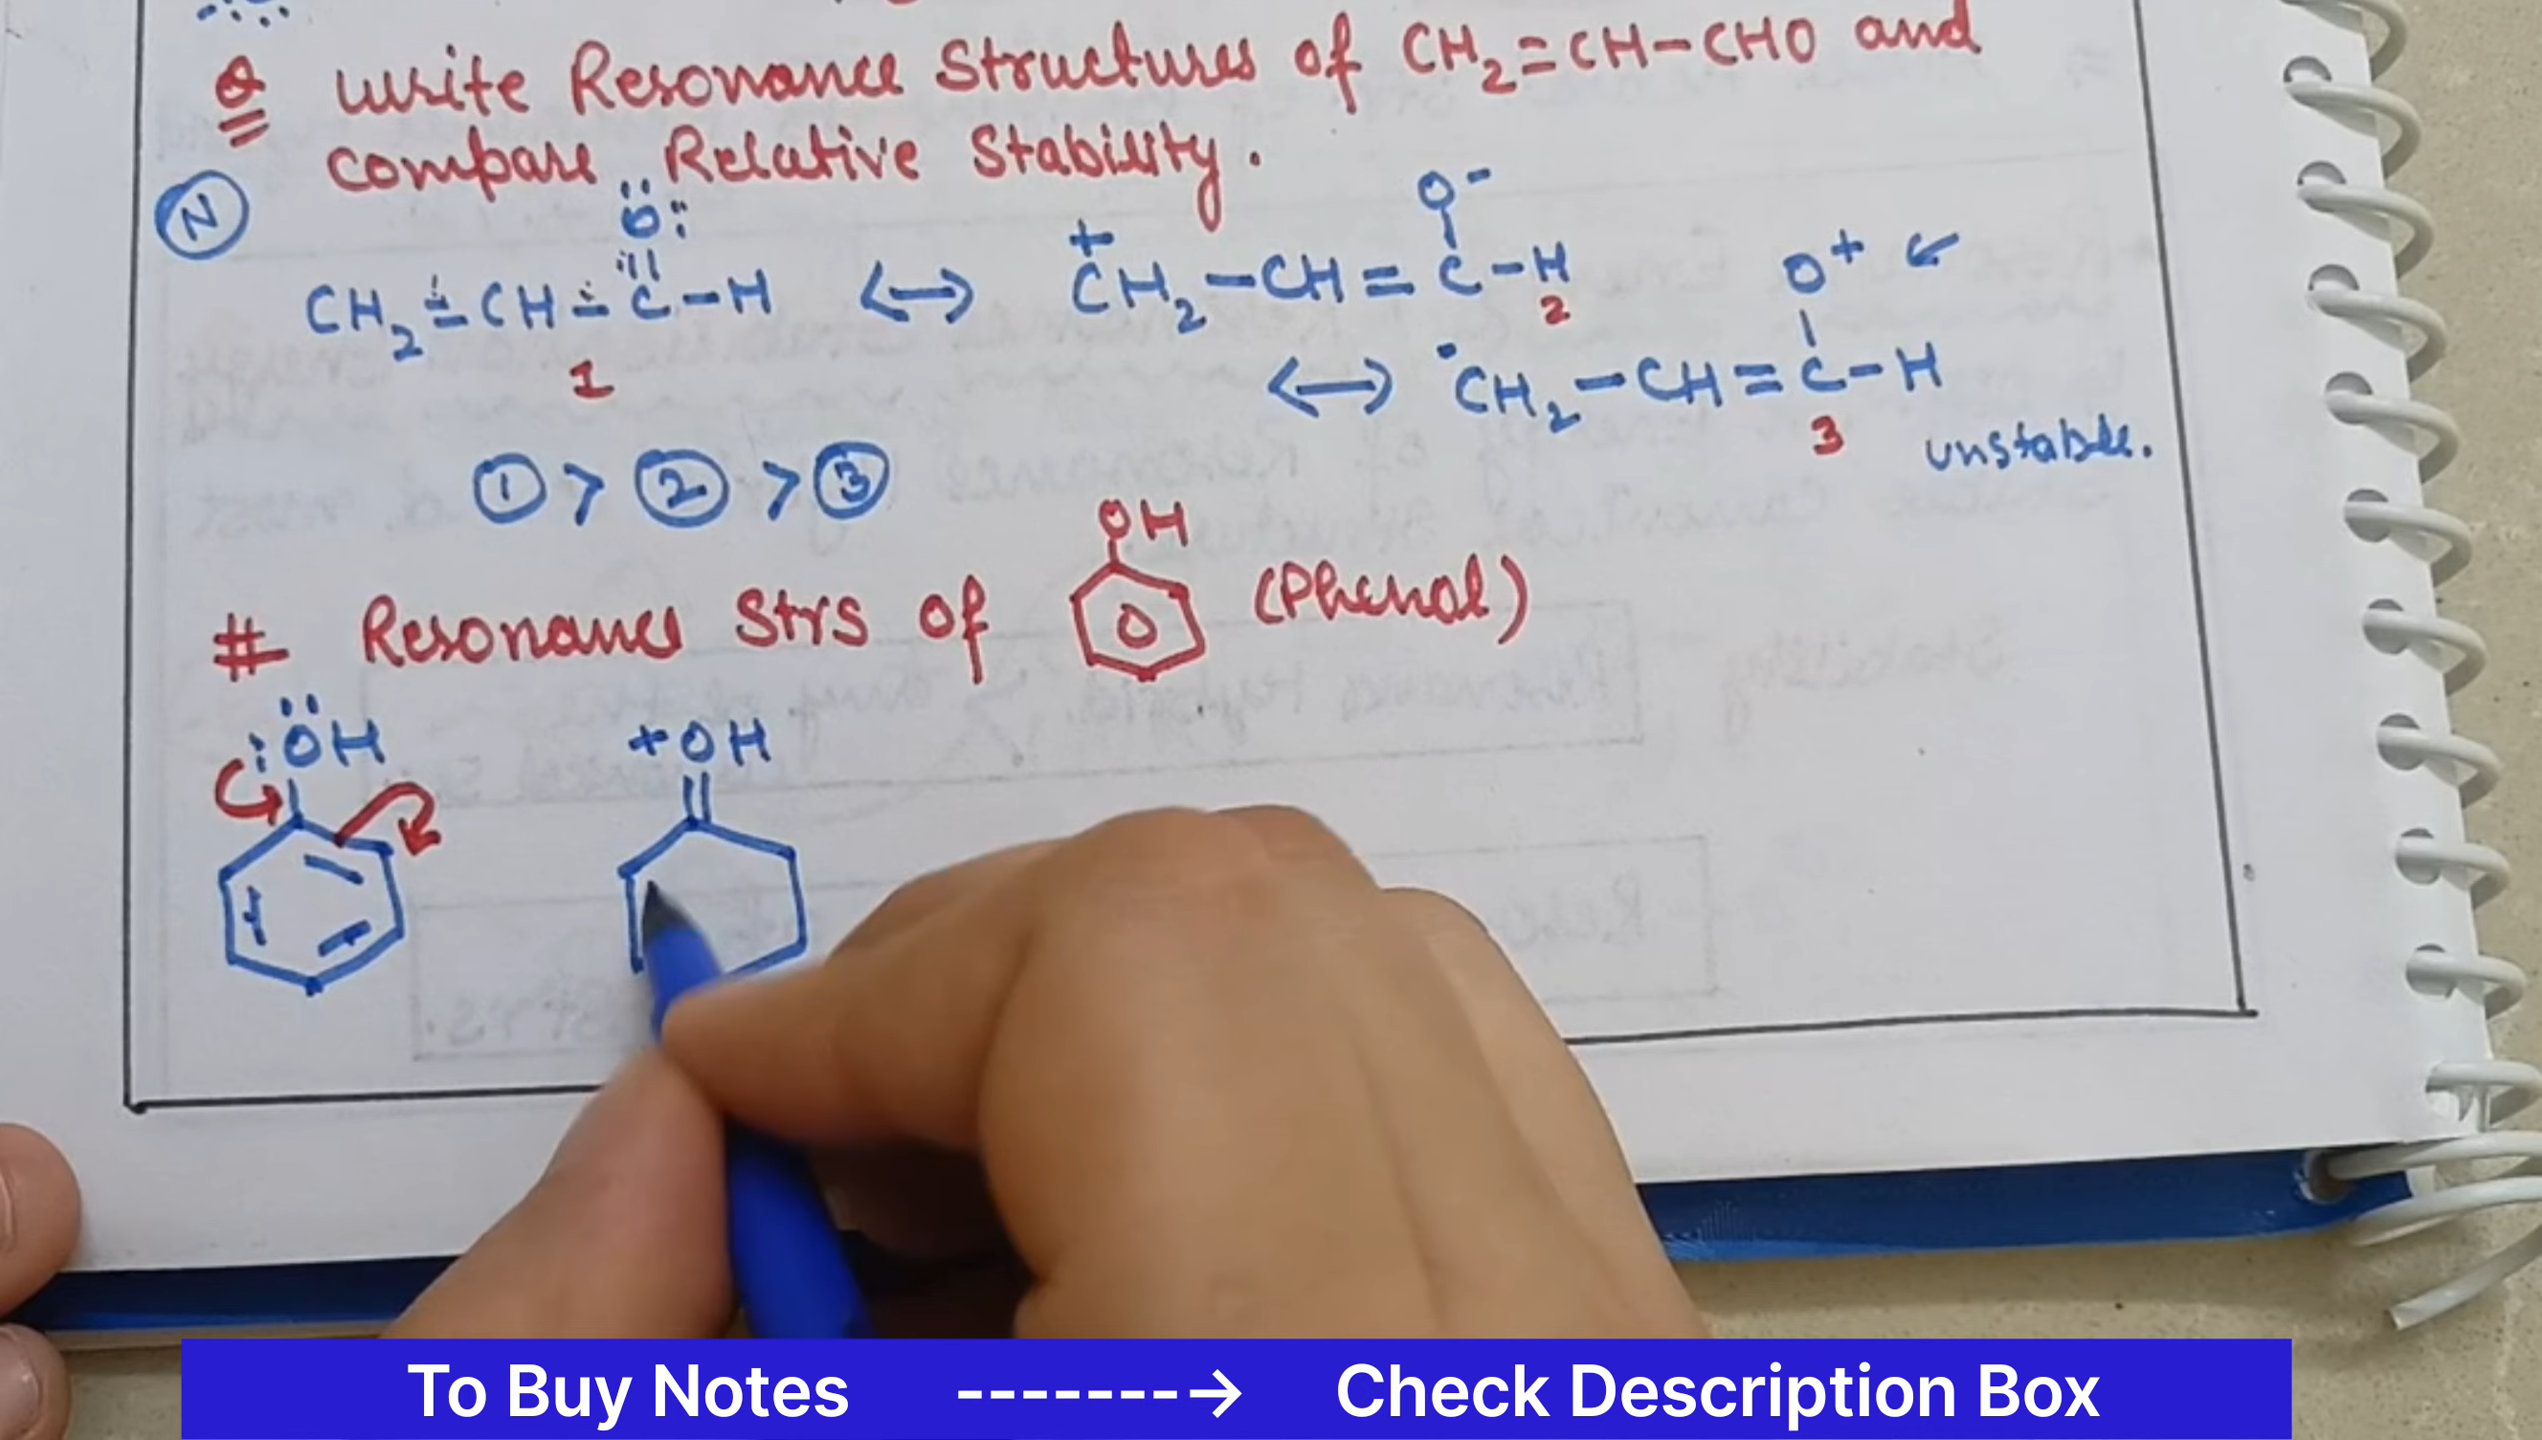 Q Write Resonance Structures of CH₂=CH-CHO and
compare Relative Stability.
N
:Ö:
CH₂=CH-C-H ⟷ ⁺CH₂-CH=C-H
O⁻
1
2
O⁺ ↙
⟷ •CH₂-CH=C-H
3
unstable.
① > ② > ③
OH
# Resonance Strs of (Phenol)
:ÖH
+OH
To Buy Notes -------→ Check Description Box